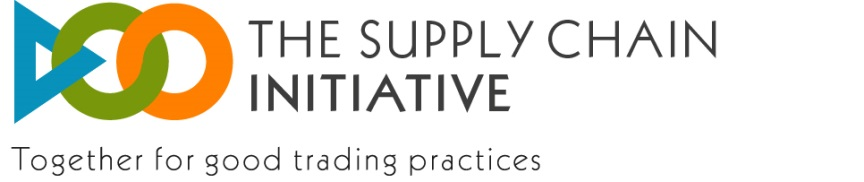 THE SUPPLY CHAIN
INITIATIVE
Together for good trading practices